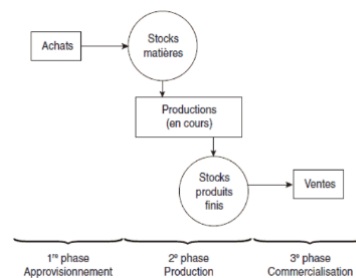 Achats
Stocks
matières
Productions
(en cours)
Stocks
produits
finis
Ventes
1re phase
Approvisionnement
2e phase
Production
3e phase
Commercialisation